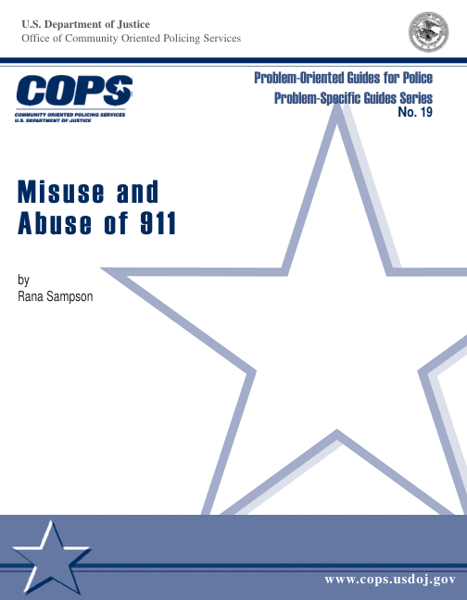 U.S. Department of Justice
Office of Community Oriented Policing Services
COPS
COMMUNITY ORIENTED POLICING SERVICES
U.S. DEPARTMENT OF JUSTICE
Problem-Oriented Guides for Police
Problem-Specific Guides Series
No. 19
Misuse and
Abuse of 911
by
Rana Sampson
www.cops.usdoj.gov